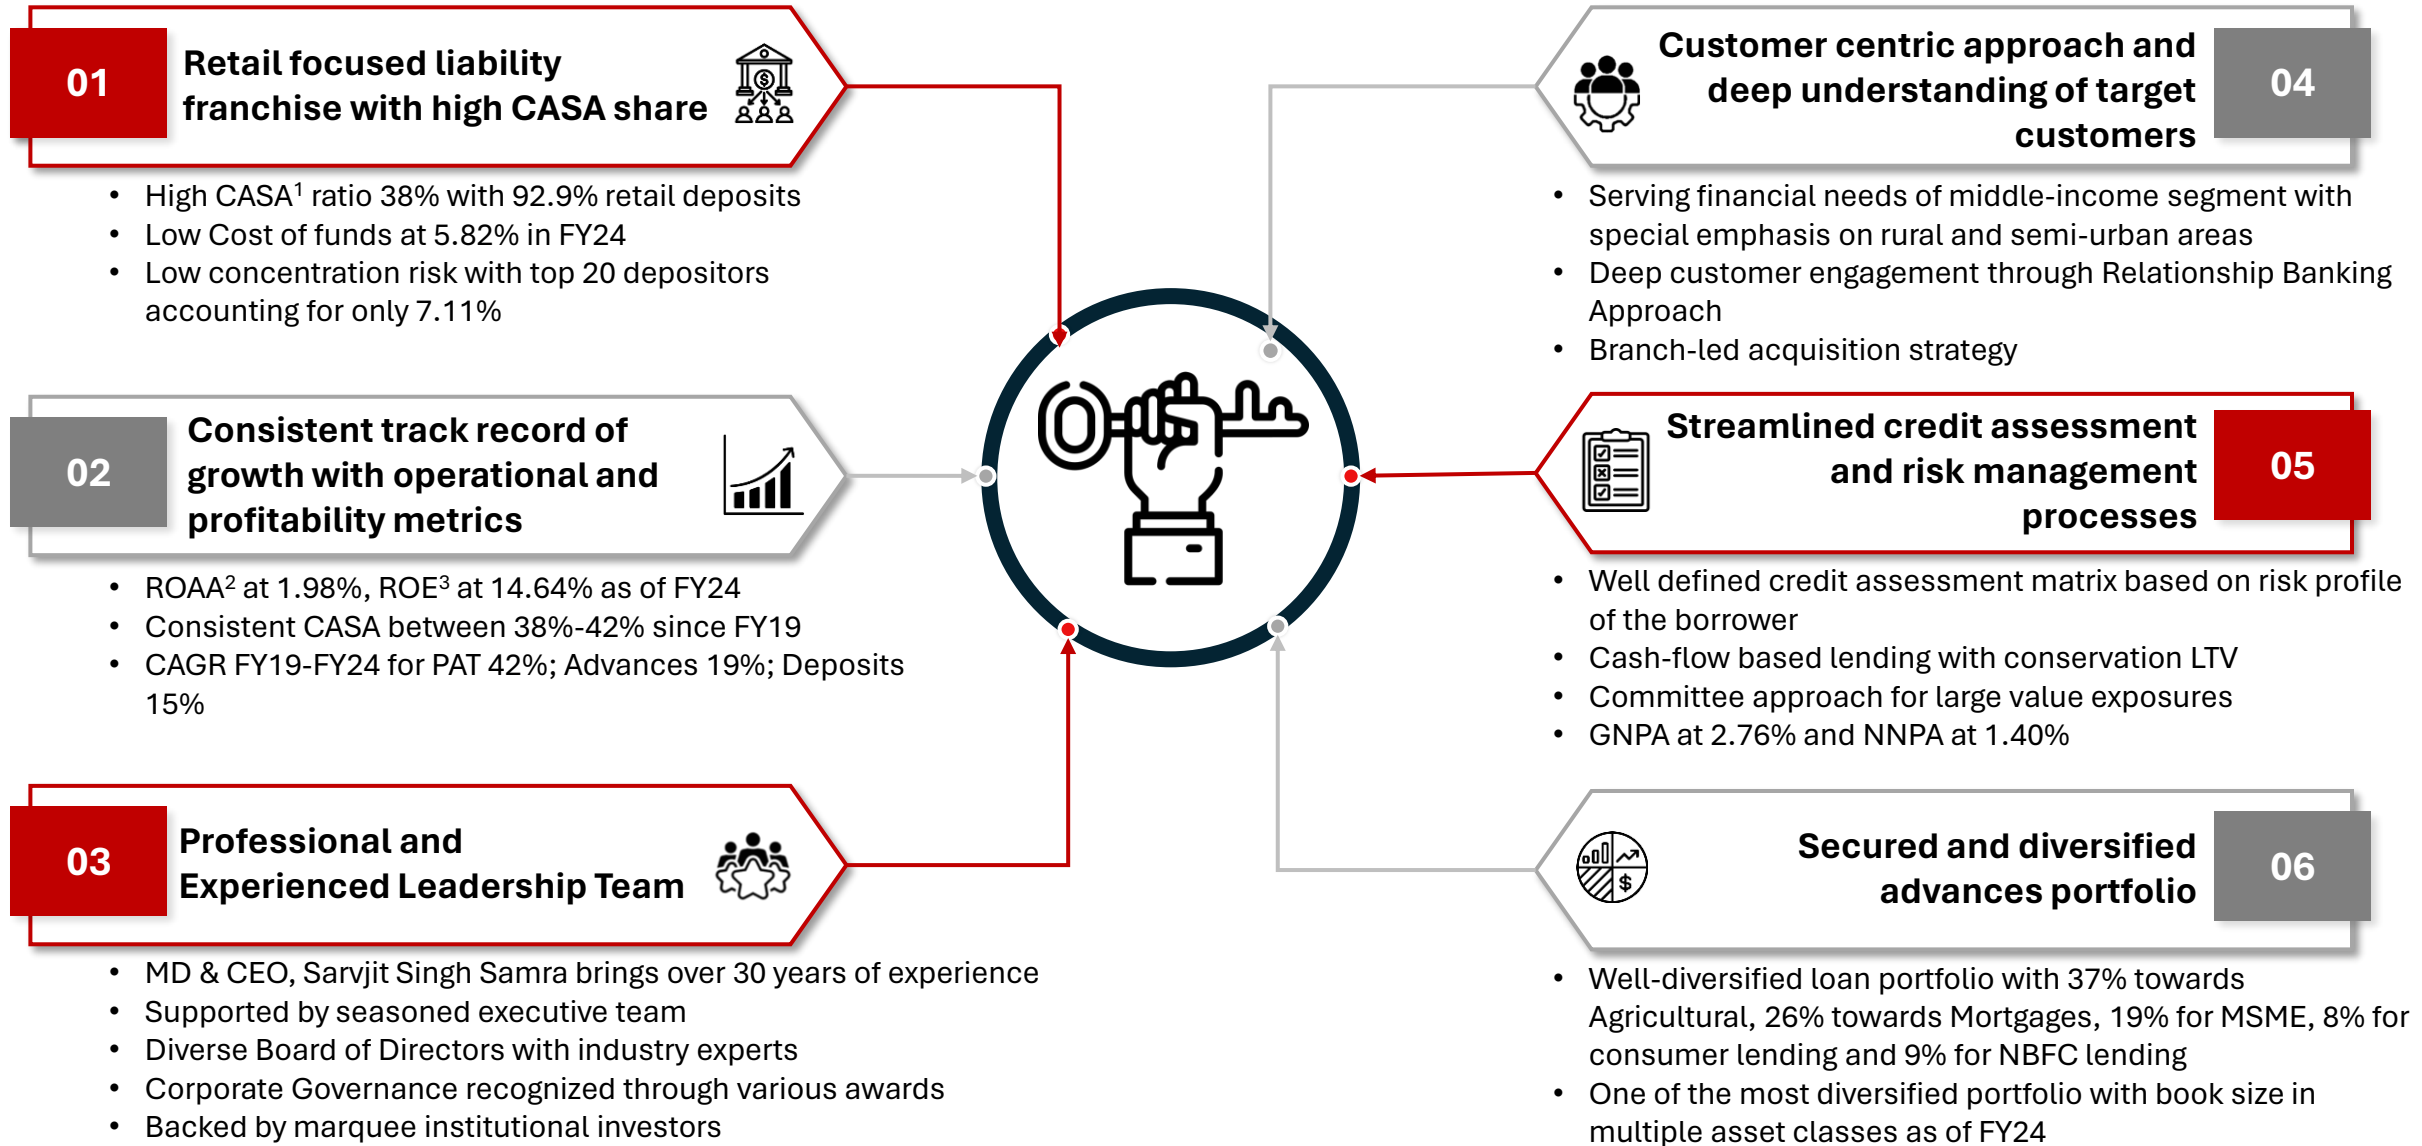 01
Retail focused liability
franchise with high CASA share
• High CASA¹ ratio 38% with 92.9% retail deposits
• Low Cost of funds at 5.82% in FY24
• Low concentration risk with top 20 depositors
accounting for only 7.11%
02
Consistent track record of
growth with operational and
profitability metrics
• ROAA² at 1.98%, ROE³ at 14.64% as of FY24
• Consistent CASA between 38%-42% since FY19
• CAGR FY19-FY24 for PAT 42%; Advances 19%; Deposits
15%
03
Professional and
Experienced Leadership Team
• MD & CEO, Sarvjit Singh Samra brings over 30 years of experience
• Supported by seasoned executive team
• Diverse Board of Directors with industry experts
• Corporate Governance recognized through various awards
• Backed by marquee institutional investors
Customer centric approach and
deep understanding of target
customers
04
• Serving financial needs of middle-income segment with
special emphasis on rural and semi-urban areas
• Deep customer engagement through Relationship Banking
Approach
• Branch-led acquisition strategy
Streamlined credit assessment
and risk management
processes
05
• Well defined credit assessment matrix based on risk profile
of the borrower
• Cash-flow based lending with conservation LTV
• Committee approach for large value exposures
• GNPA at 2.76% and NNPA at 1.40%
Secured and diversified
advances portfolio
06
• Well-diversified loan portfolio with 37% towards
Agricultural, 26% towards Mortgages, 19% for MSME, 8% for
consumer lending and 9% for NBFC lending
• One of the most diversified portfolio with book size in
multiple asset classes as of FY24